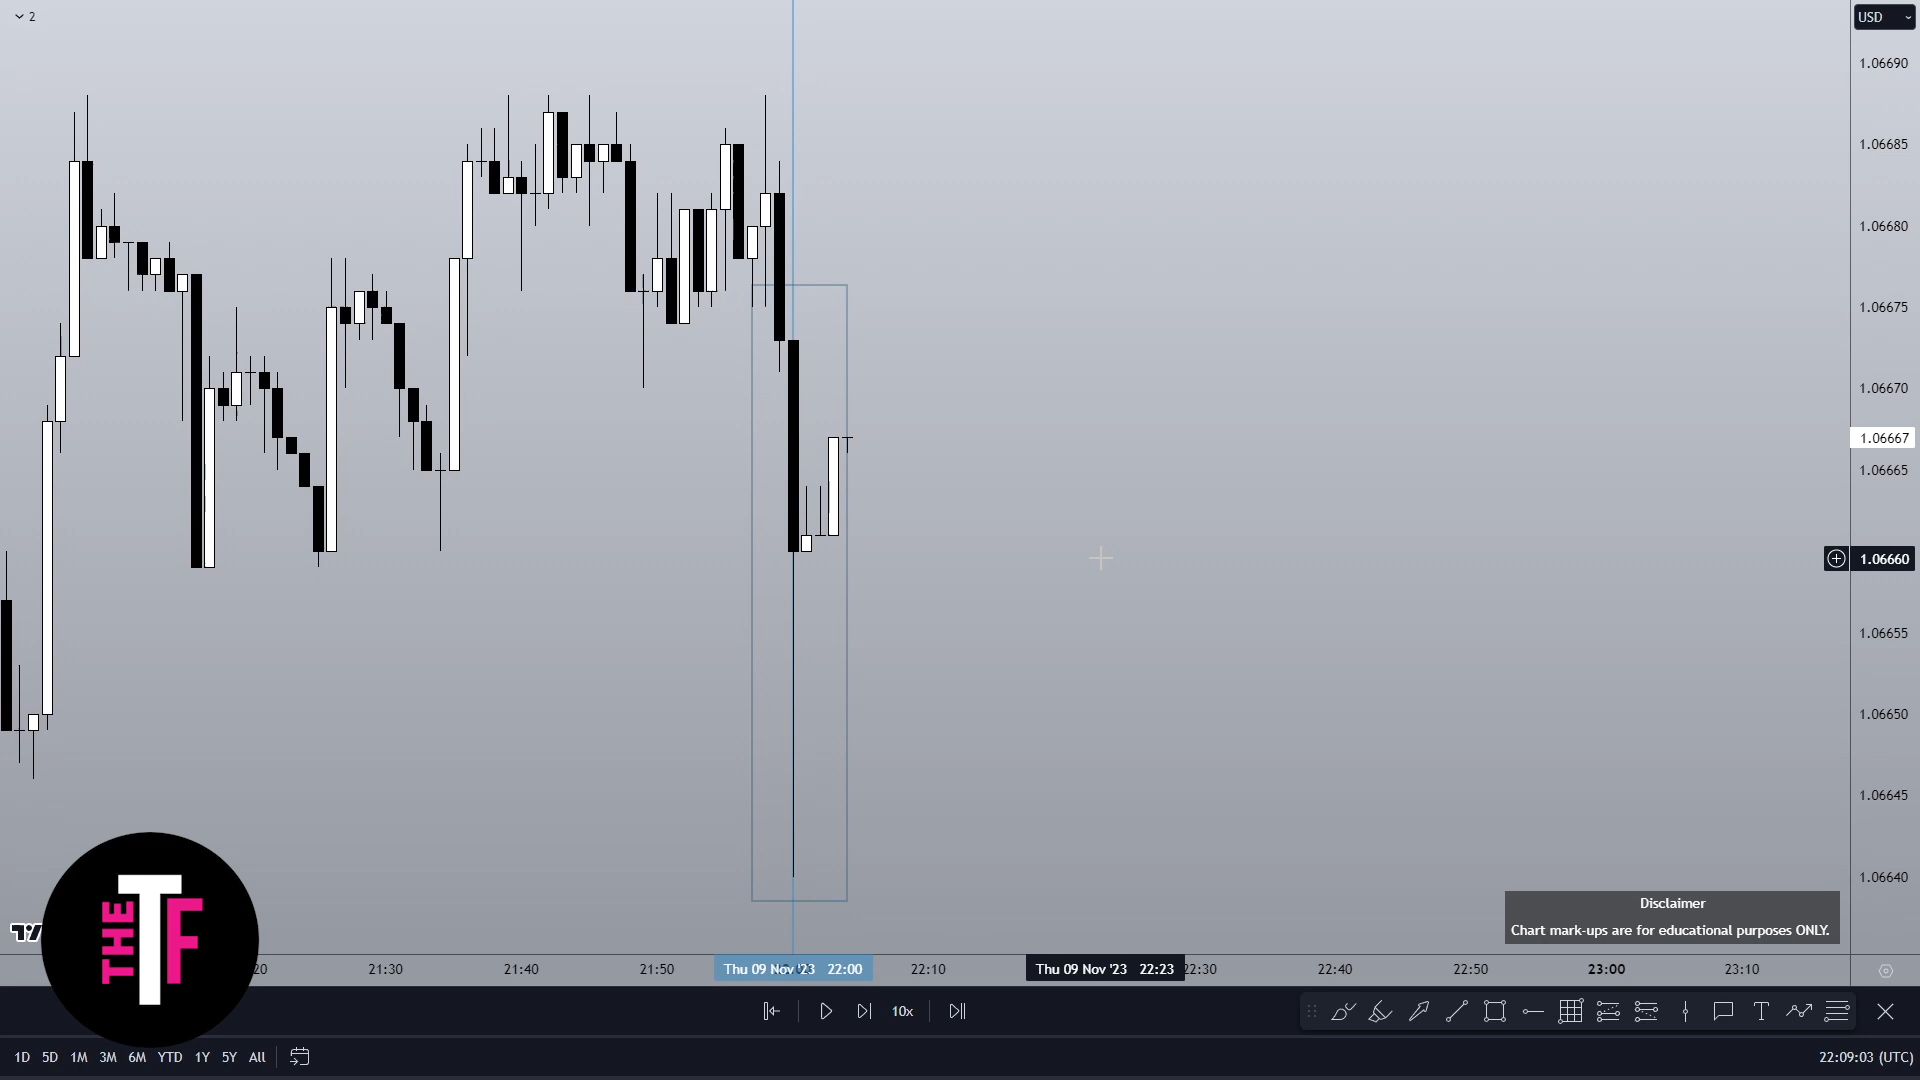 2
USD
1.06690
1.06685
1.06680
1.06675
1.06670
1.06667
1.06665
1.06660
1.06655
1.06650
1.06645
1.06640
Disclaimer
Chart mark-ups are for educational purposes ONLY.
THE TF
20
21:30
21:40
21:50
Thu 09 Nov '23 22:00
22:10
Thu 09 Nov '23 22:23
22:30
22:40
22:50
23:00
23:10
10x
1D 5D 1M 3M 6M YTD 1Y 5Y All
22:09:03 (UTC)